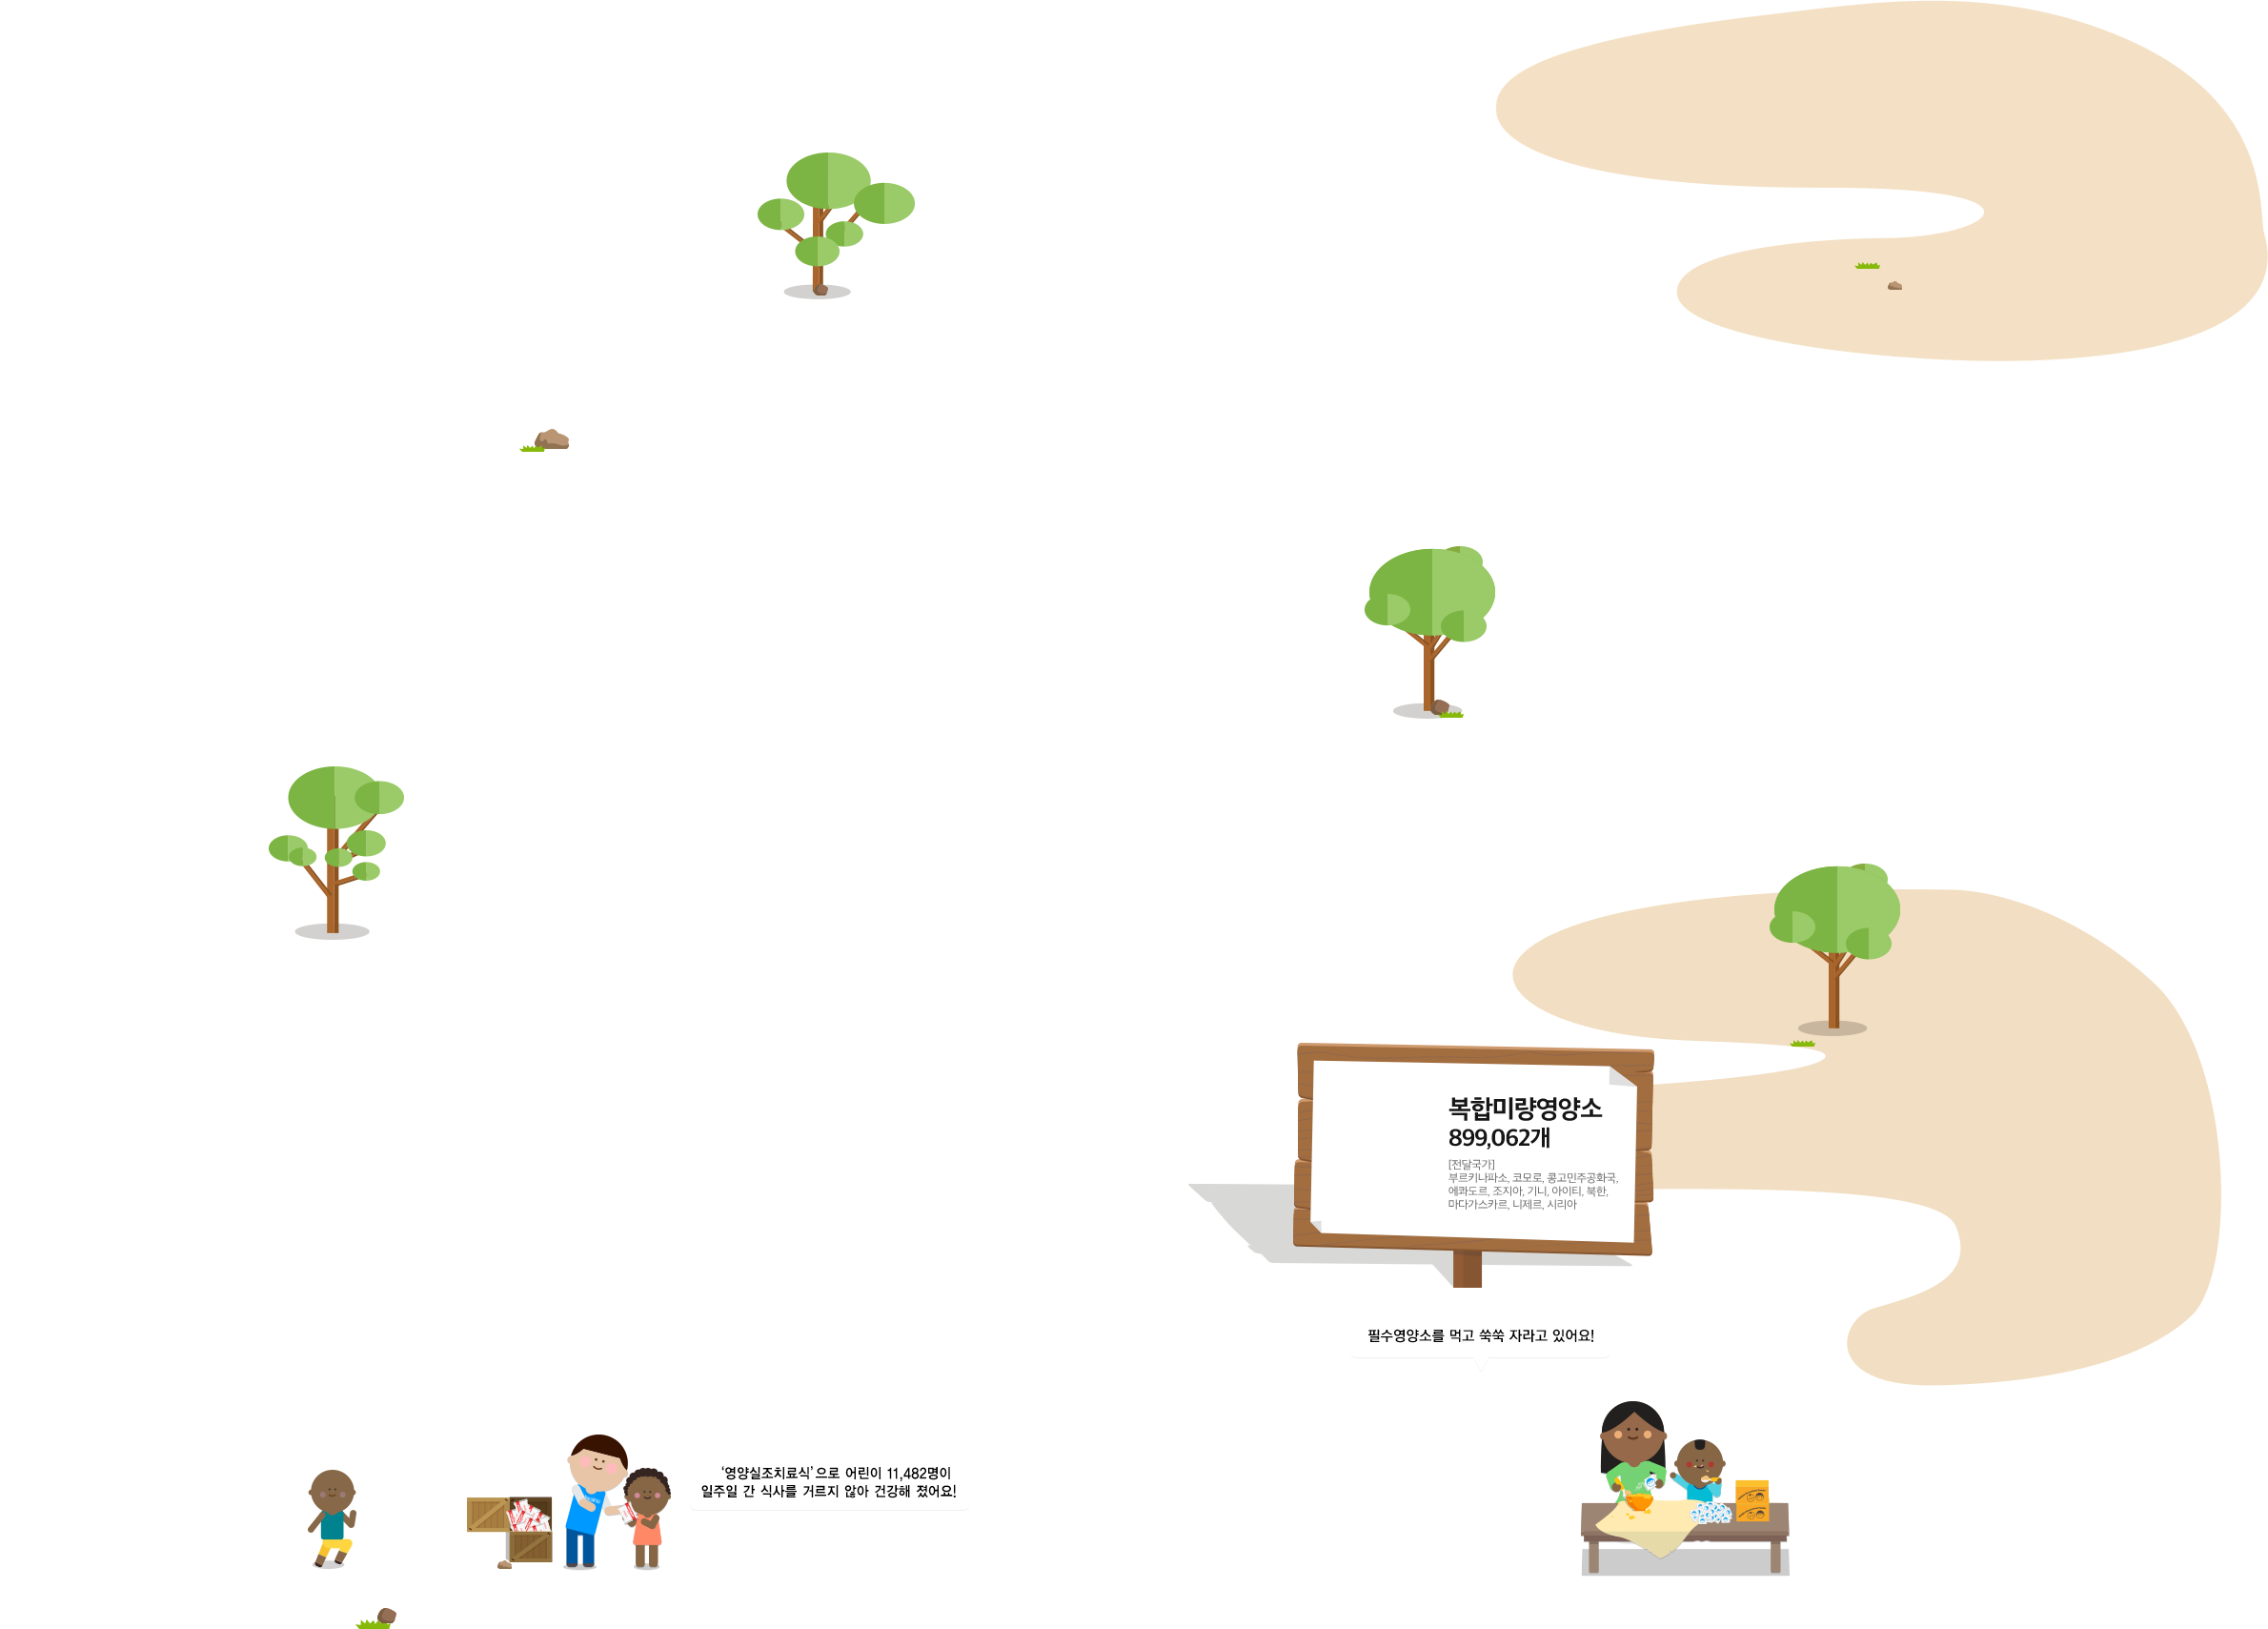 복합미량영양소
899,062개
[전달국가]
부르키나파소, 코모로, 콩고민주공화국,
에콰도르, 조지아, 기니, 아이티, 북한,
마다가스카르, 니제르, 시리아
필수영양소를 먹고 쑥쑥 자라고 있어요!
‘영양실조치료식’으로 어린이 11,482명이
일주일 간 식사를 거르지 않아 건강해 졌어요!